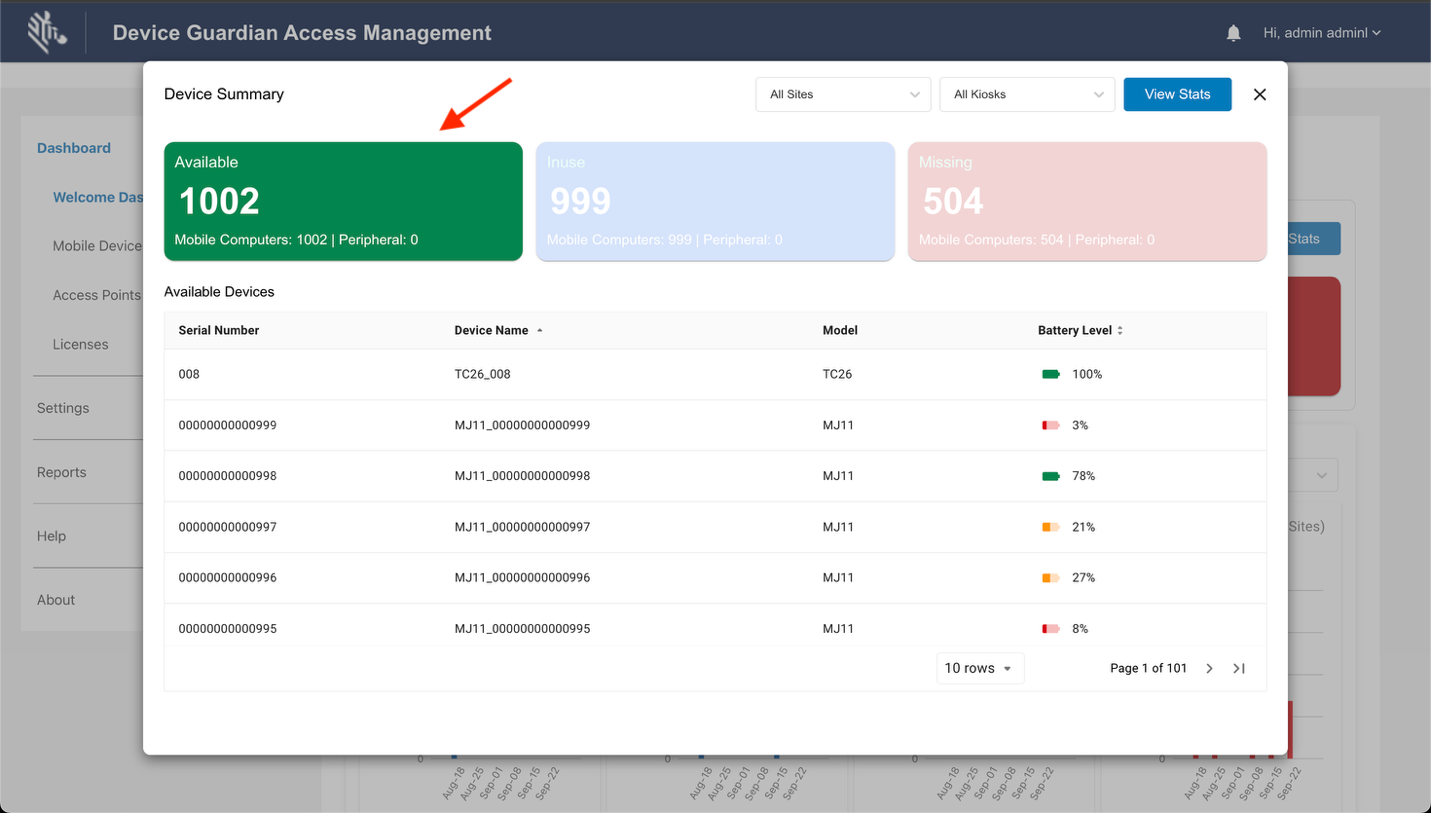 Device Guardian Access Management
Hi, admin adminl
Device Summary
All Sites
All Kiosks
View Stats
Dashboard
Welcome Das
Mobile Device
Access Points
Licenses
Settings
Reports
Help
About
Available
1002
Mobile Computers: 1002 | Peripheral: 0
Inuse
999
Mobile Computers: 999 | Peripheral: 0
Missing
504
Mobile Computers: 504 | Peripheral: 0
Stats
Available Devices
Serial Number Device Name Model Battery Level
008 TC26_008 TC26 100%
00000000000999 MJ11_00000000000999 MJ11 3%
00000000000998 MJ11_00000000000998 MJ11 78%
00000000000997 MJ11_00000000000997 MJ11 21%
00000000000996 MJ11_00000000000996 MJ11 27%
00000000000995 MJ11_00000000000995 MJ11 8%
Sites)
10 rows
Page 1 of 101
0 0 0 0
Aug-18 Aug-25 Sep-01 Sep-08 Sep-15 Sep-22
Aug-18 Aug-25 Sep-01 Sep-08 Sep-15 Sep-22
Aug-18 Aug-25 Sep-01 Sep-08 Sep-15 Sep-22
Aug-18 Aug-25 Sep-01 Sep-08 Sep-15 Sep-22